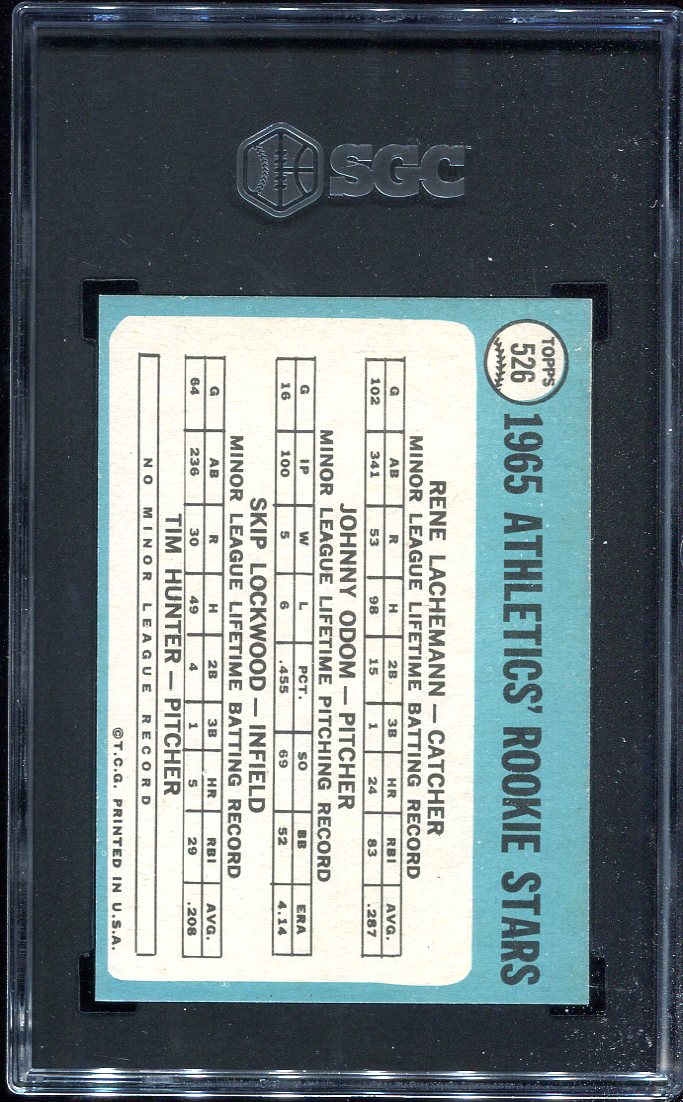 SGC
TOPPS
526
1965 ATHLETICS' ROOKIE STARS
RENE LACHEMANN — CATCHER
MINOR LEAGUE LIFETIME BATTING RECORD
G AB R H 2B 3B HR RBI AVG.
102 341 53 98 15 1 24 83 .287
JOHNNY ODOM — PITCHER
MINOR LEAGUE LIFETIME PITCHING RECORD
G IP W L PCT. SO BB ERA
16 100 5 6 .455 69 52 4.14
SKIP LOCKWOOD — INFIELD
MINOR LEAGUE LIFETIME BATTING RECORD
G AB R H 2B 3B HR RBI AVG.
64 236 30 49 4 1 5 29 .208
TIM HUNTER — PITCHER
NO MINOR LEAGUE RECORD
©T.C.G. PRINTED IN U.S.A.